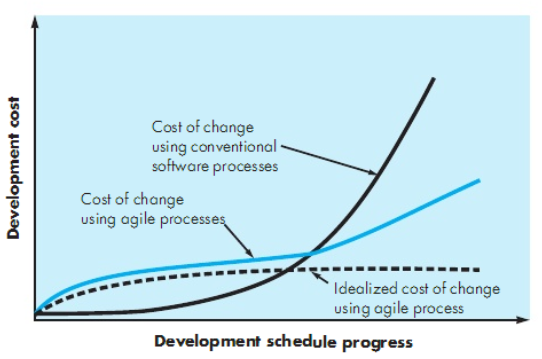 Development cost
Cost of change
using conventional
software processes
Cost of change
using agile processes
Idealized cost of change
using agile process
Development schedule progress